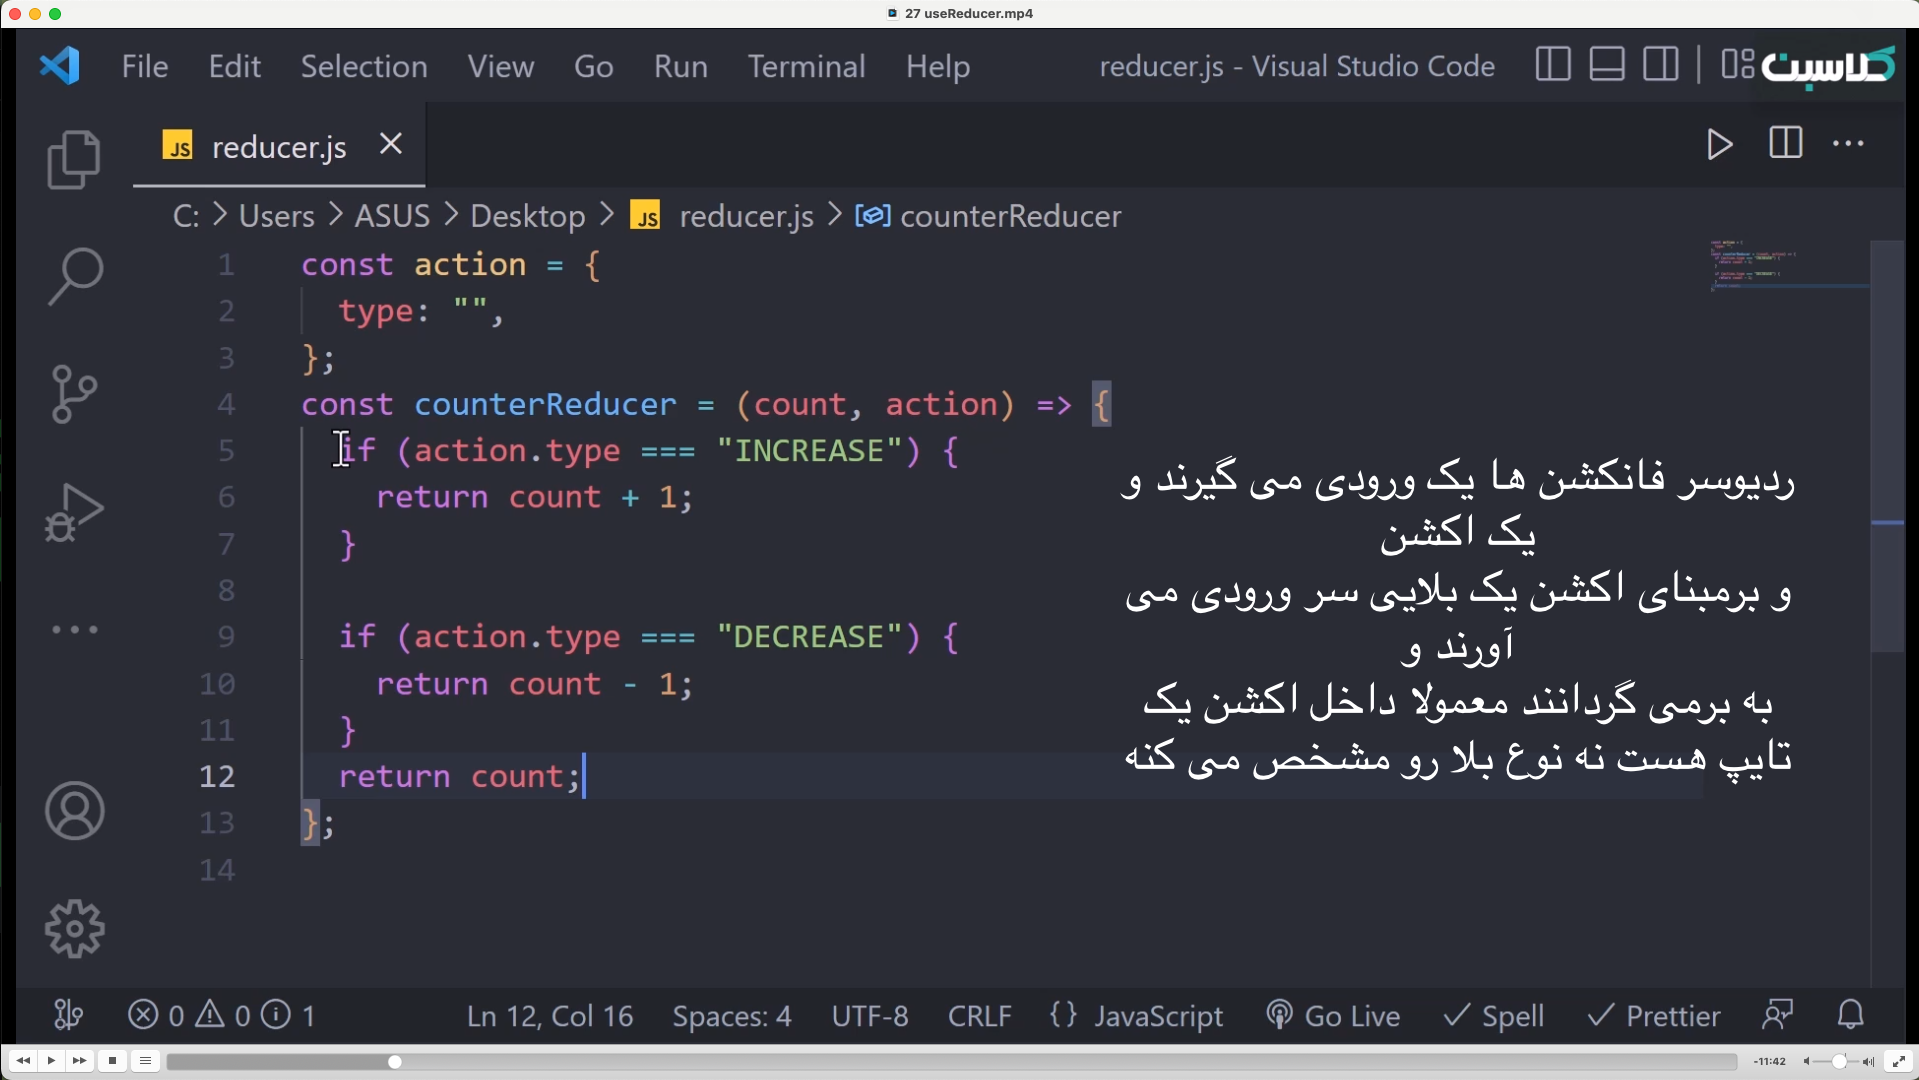 27 useReducer.mp4
File Edit Selection View Go Run Terminal Help reducer.js - Visual Studio Code
کلاسبت
JS reducer.js
C: > Users > ASUS > Desktop > JS reducer.js > counterReducer
1 const action = {
2 type: "",
3 };
4 const counterReducer = (count, action) => {
5 if (action.type === "INCREASE") {
6 return count + 1;
7 }
8
9 if (action.type === "DECREASE") {
10 return count - 1;
11 }
12 return count;
13 };
14
ردیوسر فانکشن ها یک ورودی می گیرند و
یک اکشن
و برمبنای اکشن یک بلایی سر ورودی می
آورند و
به برمی گردانند معمولا داخل اکشن یک
تایپ هست نه نوع بلا رو مشخص می کنه
0 0 1 Ln 12, Col 16 Spaces: 4 UTF-8 CRLF {} JavaScript Go Live Spell Prettier
-11:42